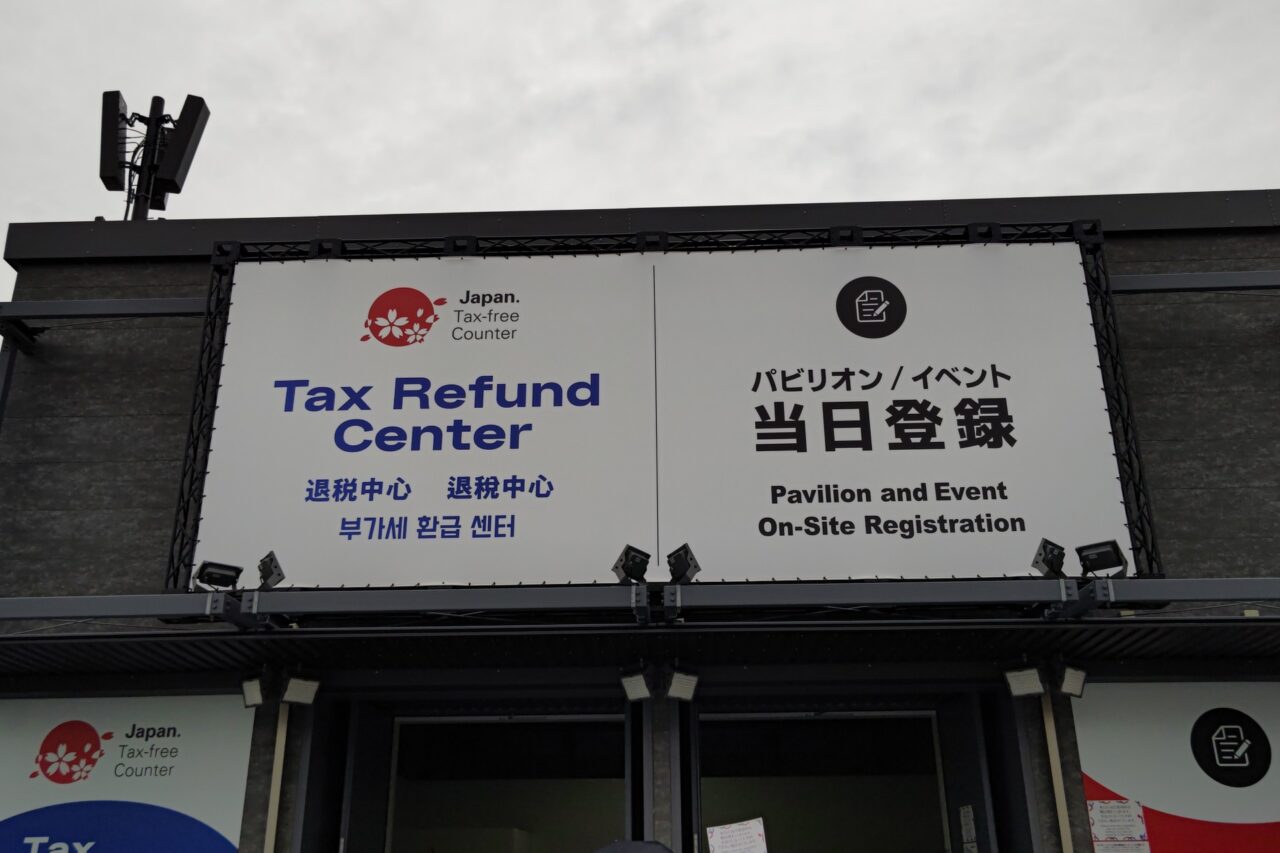 Japan.
Tax-free
Counter
Tax Refund
Center
退税中心 退稅中心
부가세 환급 센터
パビリオン / イベント
当日登録
Pavilion and Event
On-Site Registration
Japan.
Tax-free
Counter
Tax